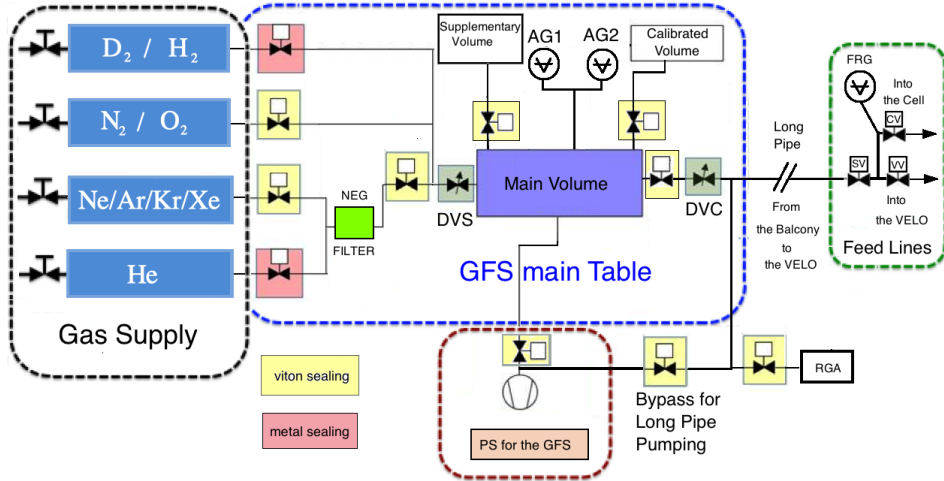 Supplementary
Volume
AG1
AG2
Calibrated
Volume
D2 / H2
N2 / O2
Ne/Ar/Kr/Xe
He
Gas Supply
NEG
FILTER
DVS
Main Volume
DVC
GFS main Table
Long
Pipe
From
the Balcony
to
the VELO
FRG
Into
the Cell
CV
SV
VV
Into
the VELO
Feed Lines
viton sealing
metal sealing
PS for the GFS
Bypass for
Long Pipe
Pumping
RGA